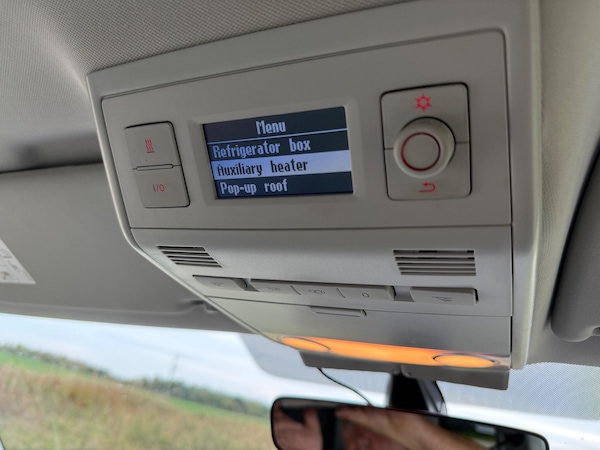 Menu
Refrigerator box
Auxiliary heater
Pop-up roof
I/O